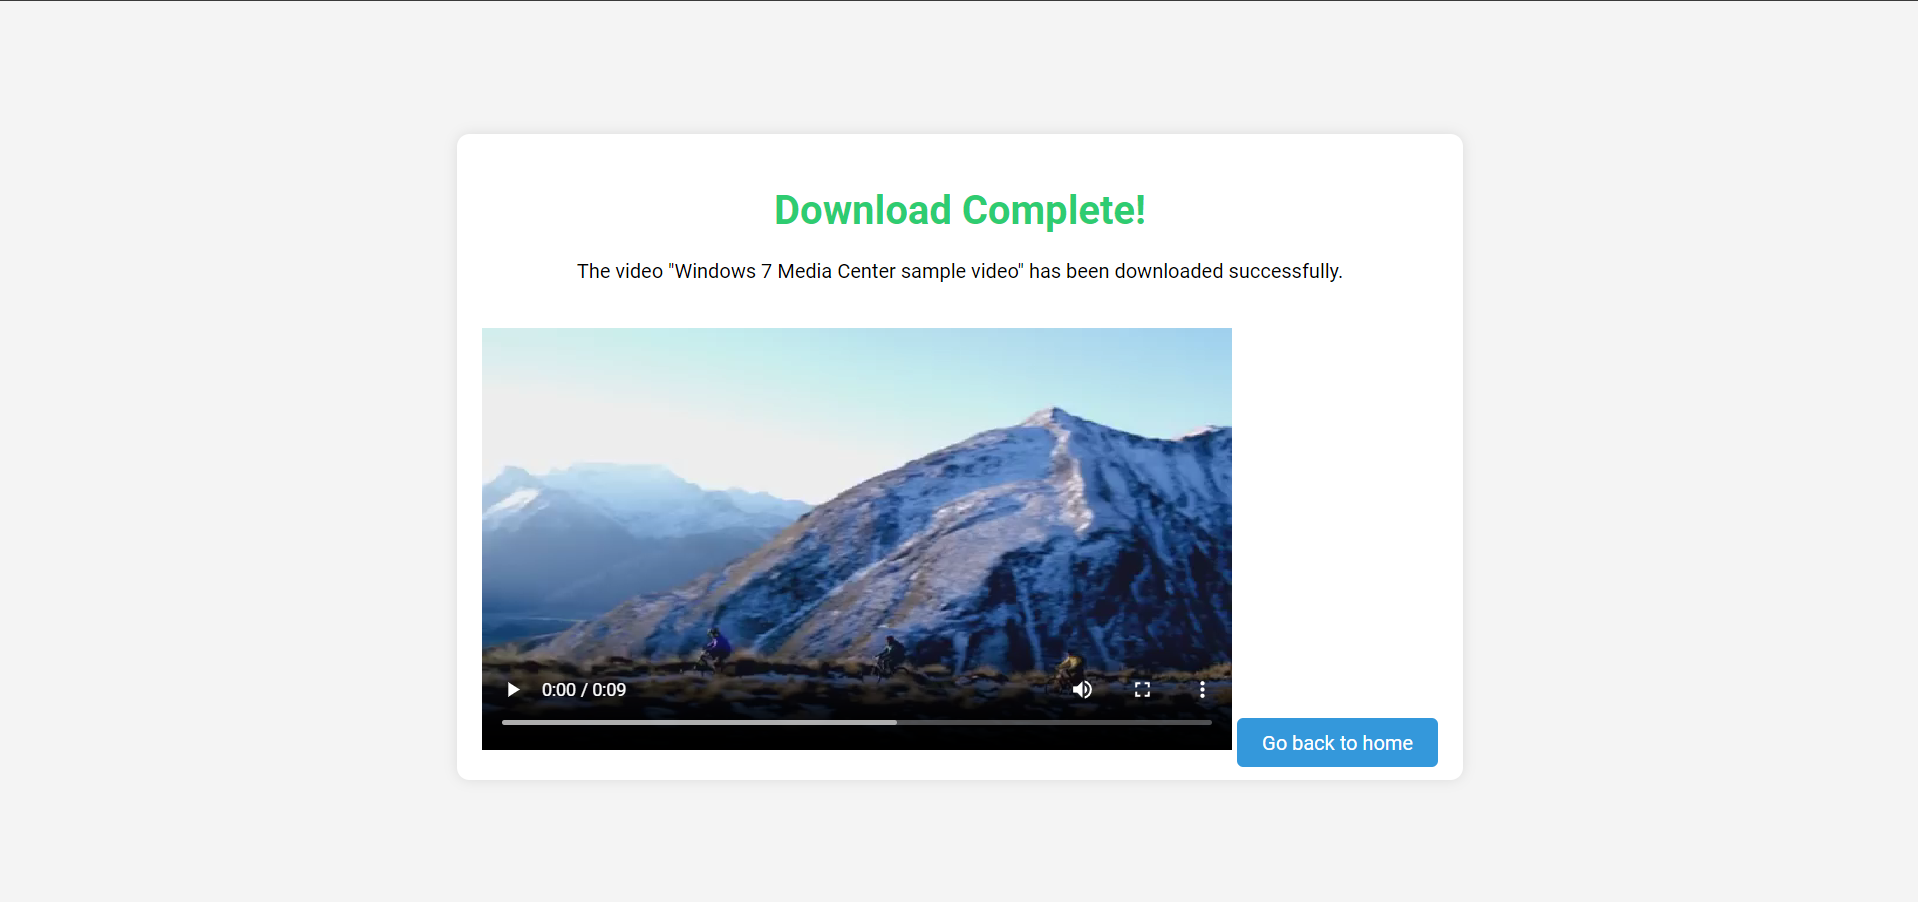 Download Complete!
The video "Windows 7 Media Center sample video" has been downloaded successfully.
0:00 / 0:09
Go back to home